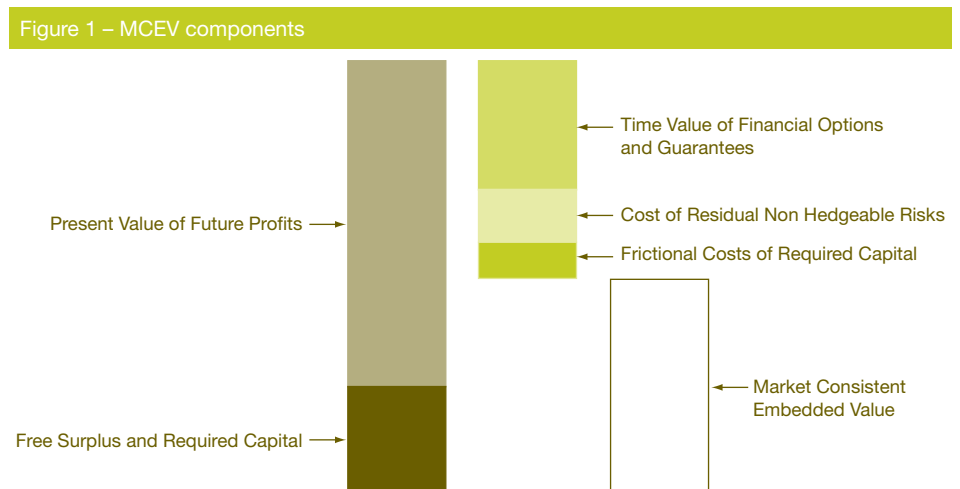 Figure 1 – MCEV components
Time Value of Financial Options
and Guarantees
Present Value of Future Profits
Cost of Residual Non Hedgeable Risks
Frictional Costs of Required Capital
Market Consistent
Embedded Value
Free Surplus and Required Capital